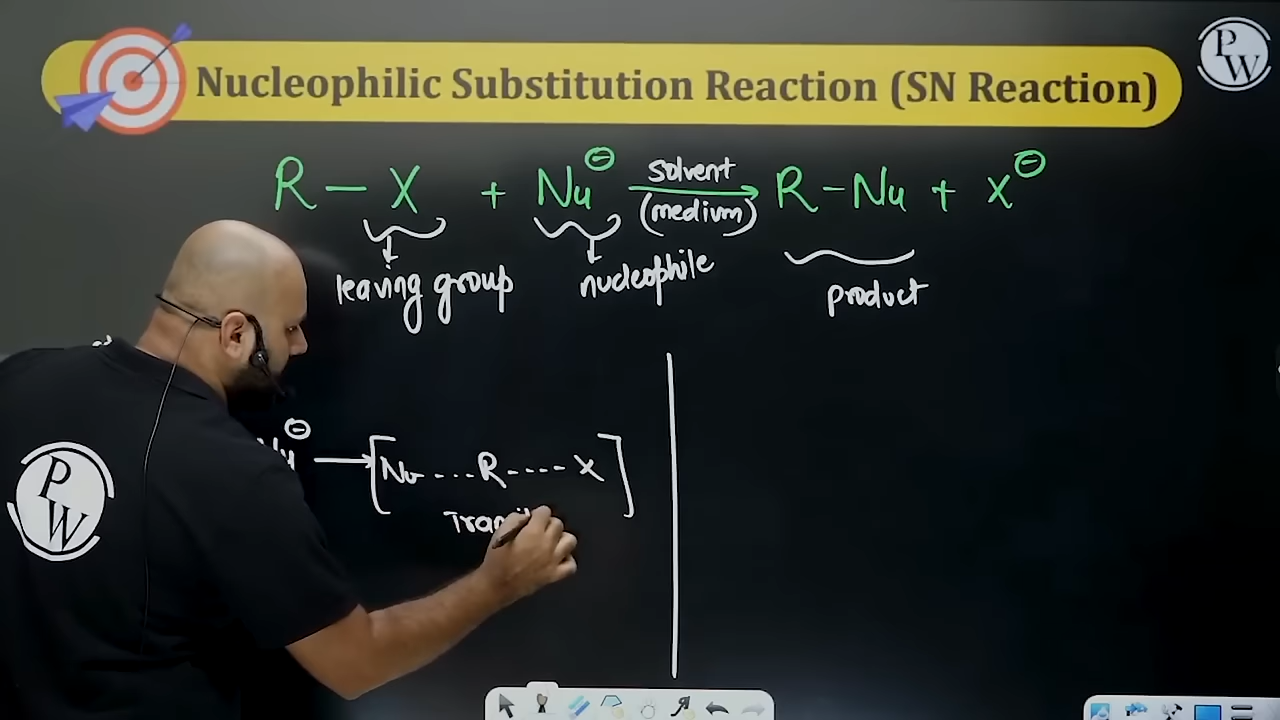 Nucleophilic Substitution Reaction (SN Reaction)
PW
R — X + Nu⊖ solvent (medium) → R – Nu + X⊖
leaving group nucleophile product
⊖ → [Nu ---- R ---- X]
PW